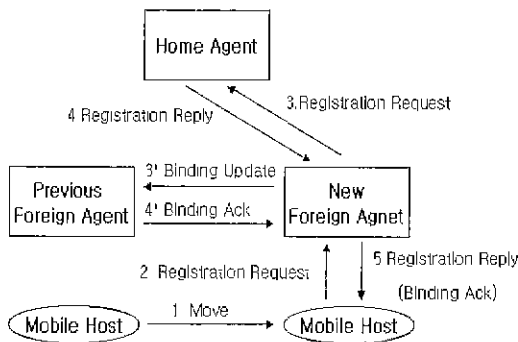 Home Agent
3.Registration Request
4 Registration Reply
3' Binding Update
Previous
Foreign Agent
New
Foreign Agnet
4' Binding Ack
2 Registration Request
5 Registration Reply
(Binding Ack)
1 Move
Mobile Host
Mobile Host